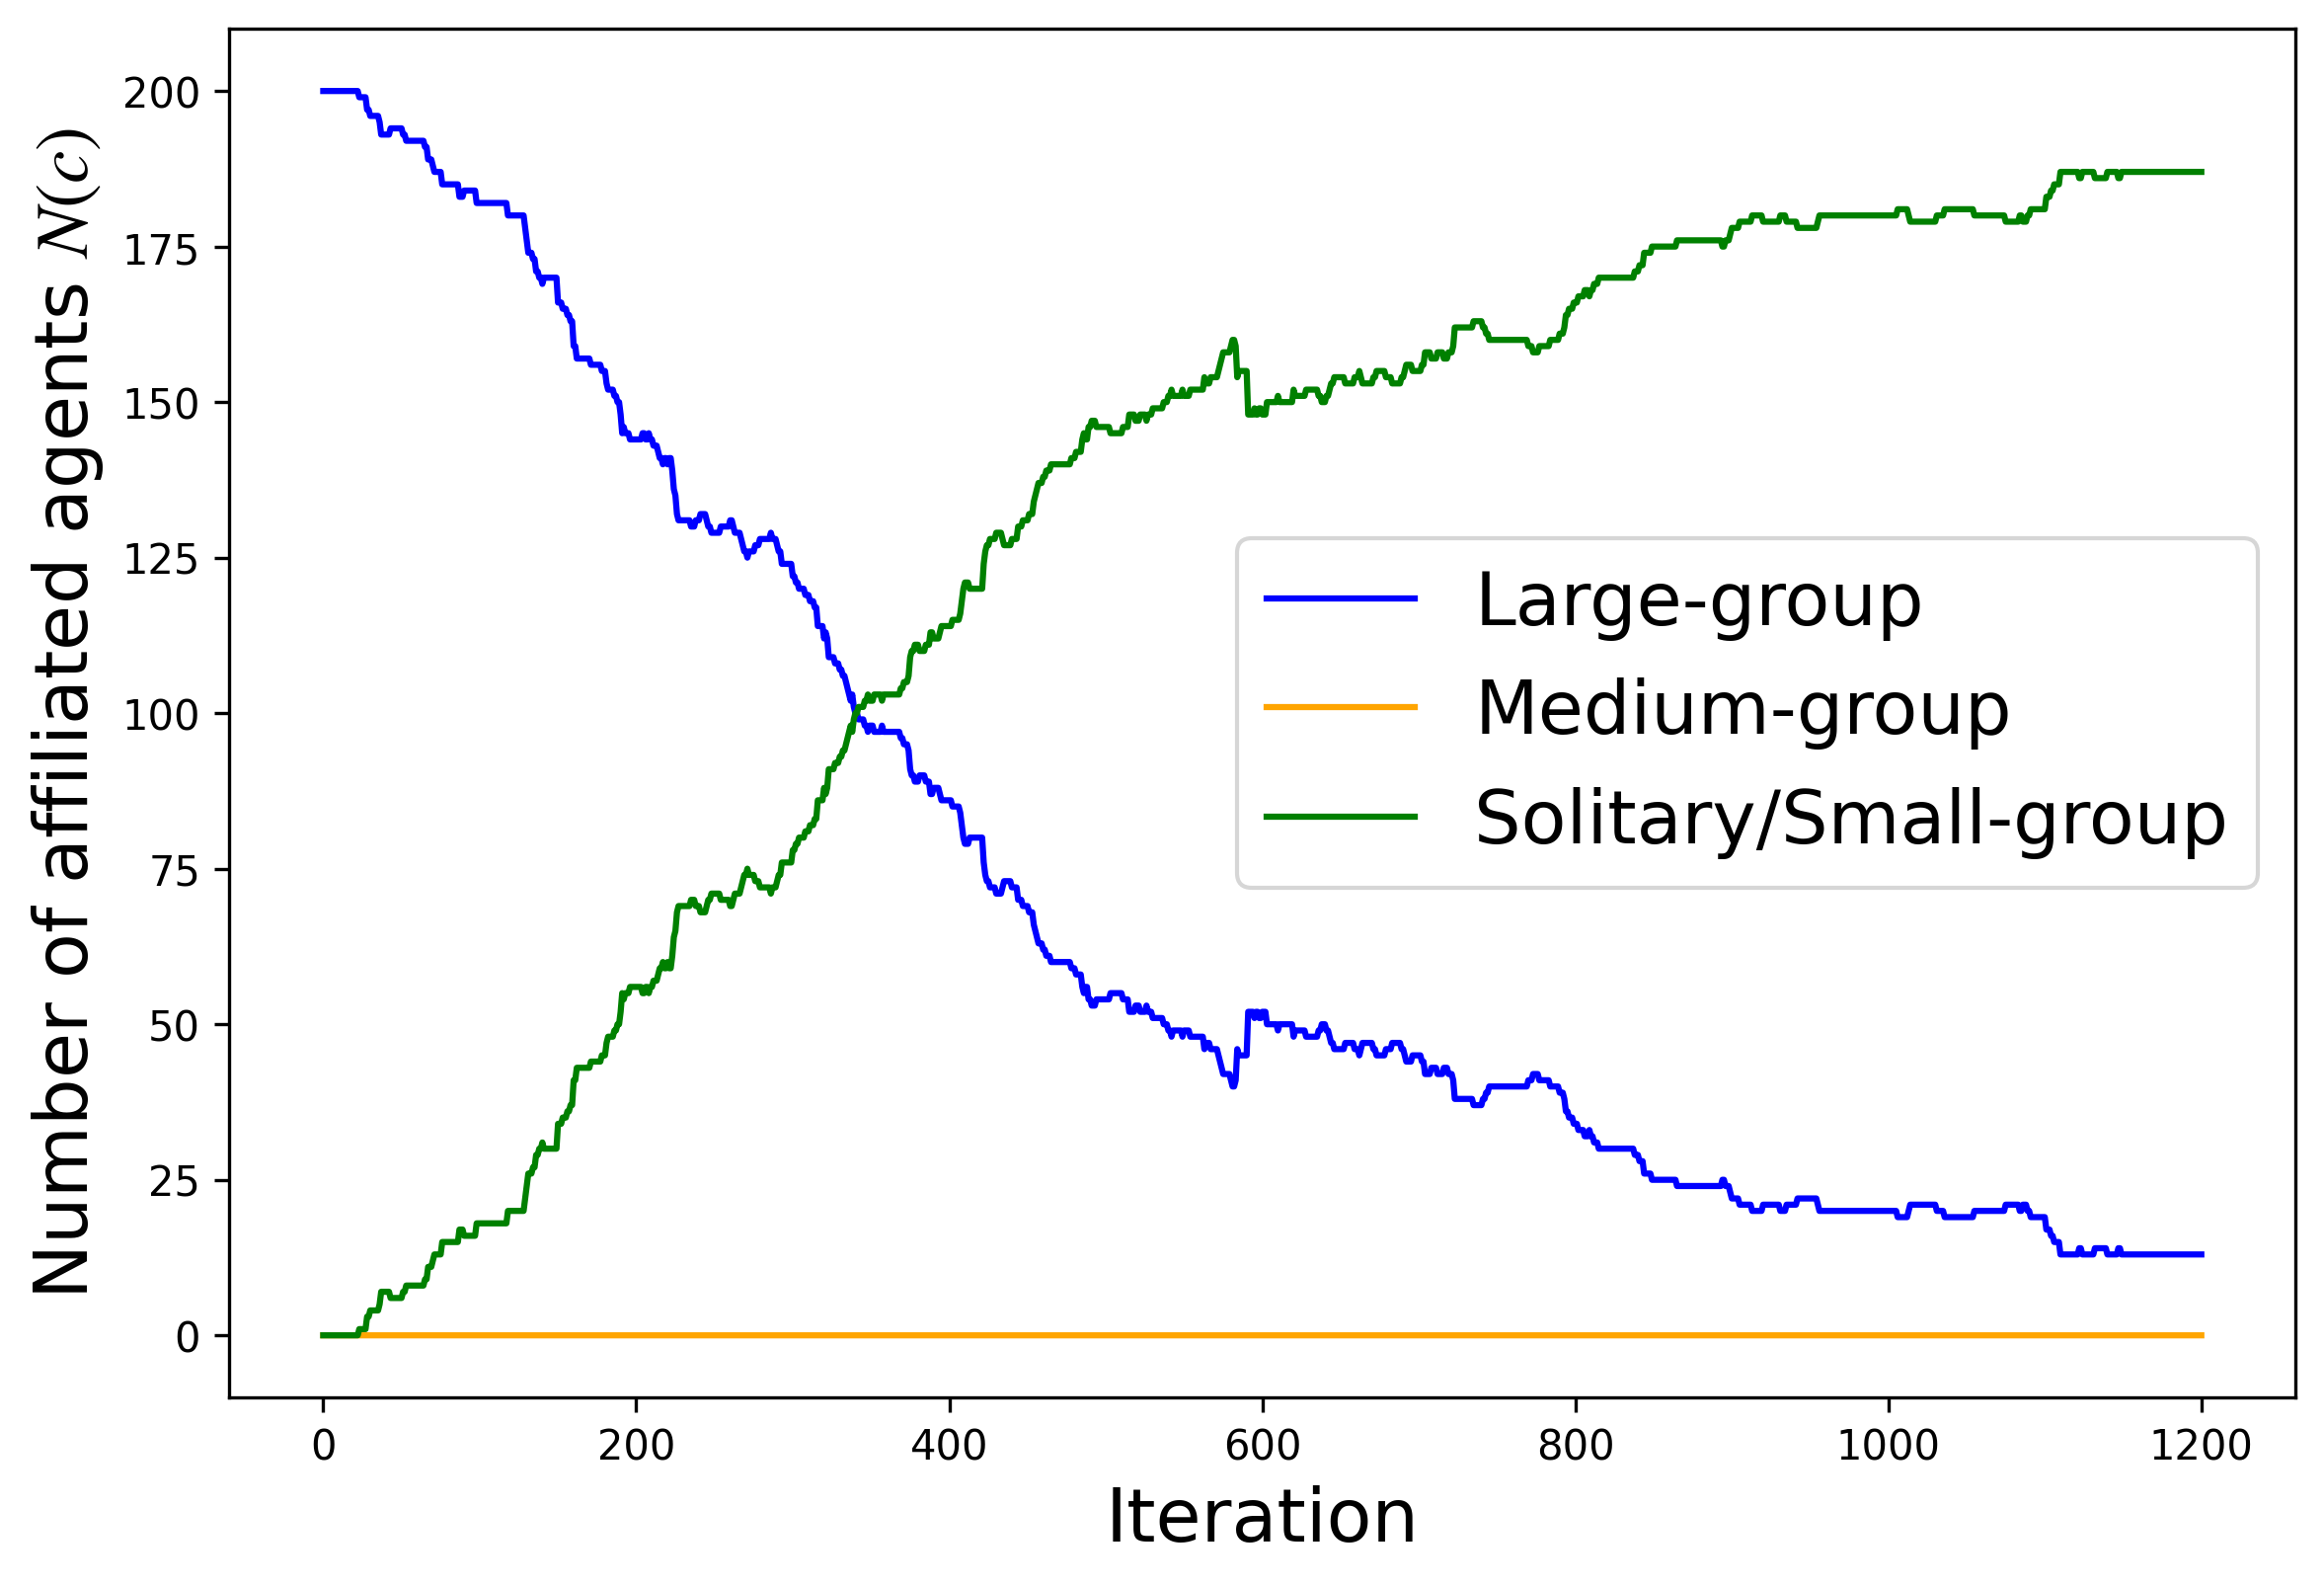 Number of affiliated agents N(c)
200
175
150
125
100
75
50
25
0
Large-group
Medium-group
Solitary/Small-group
0 200 400 600 800 1000 1200
Iteration